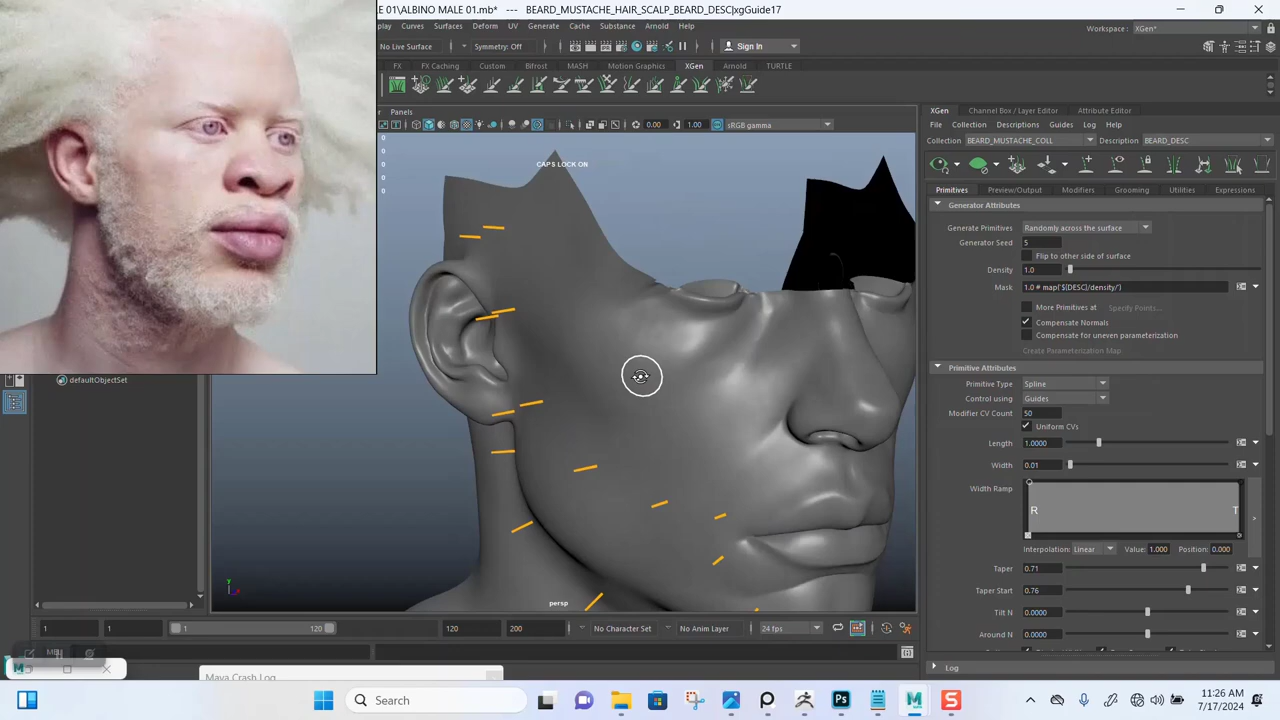 01\ALBINO MALE 01.mb* --- BEARD_MUSTACHE_HAIR_SCALP_BEARD_DESC|xgGuide17
play Curves Surfaces Deform UV Generate Cache Substance Arnold Help
Workspace : XGen*
No Live Surface Symmetry: Off Sign In
FX FX Caching Custom Bifrost MASH Motion Graphics XGen Arnold TURTLE
Panels
0.00 1.00 sRGB gamma
0
0
0
0
0
CAPS LOCK ON
persp
XGen Channel Box / Layer Editor Attribute Editor
File Collection Descriptions Guides Log Help
Collection BEARD_MUSTACHE_COLL Description BEARD_DESC
Primitives Preview/Output Modifiers Grooming Utilities Expressions
Generator Attributes
Generate Primitives Randomly across the surface
Generator Seed 5
Flip to other side of surface
Density 1.0
Mask 1.0 # map('${DESC}/density/')
More Primitives at Specify Points...
Compensate Normals
Compensate for uneven parameterization
Create Parameterization Map
Primitive Attributes
Primitive Type Spline
Control using Guides
Modifier CV Count 50
Uniform CVs
Length 1.0000
Width 0.01
Width Ramp
R T
>
Interpolation: Linear Value: 1.000 Position: 0.000
Taper 0.71
Taper Start 0.76
Tilt N 0.0000
Around N 0.0000
Log
defaultObjectSet
1 1 1 120 120 200 No Character Set No Anim Layer 24 fps
Maya Crash Log
Search
11:26 AM
7/17/2024